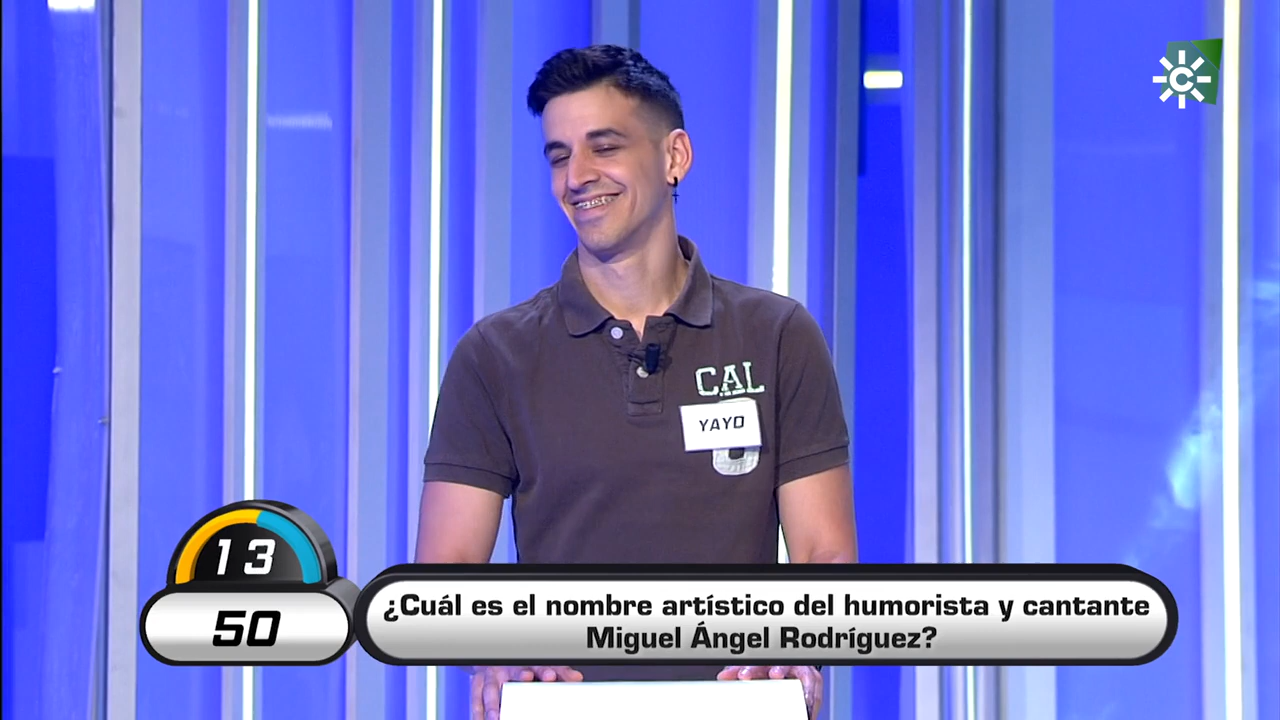 C
CAL
YAYO
13
50
¿Cuál es el nombre artístico del humorista y cantante
Miguel Ángel Rodríguez?